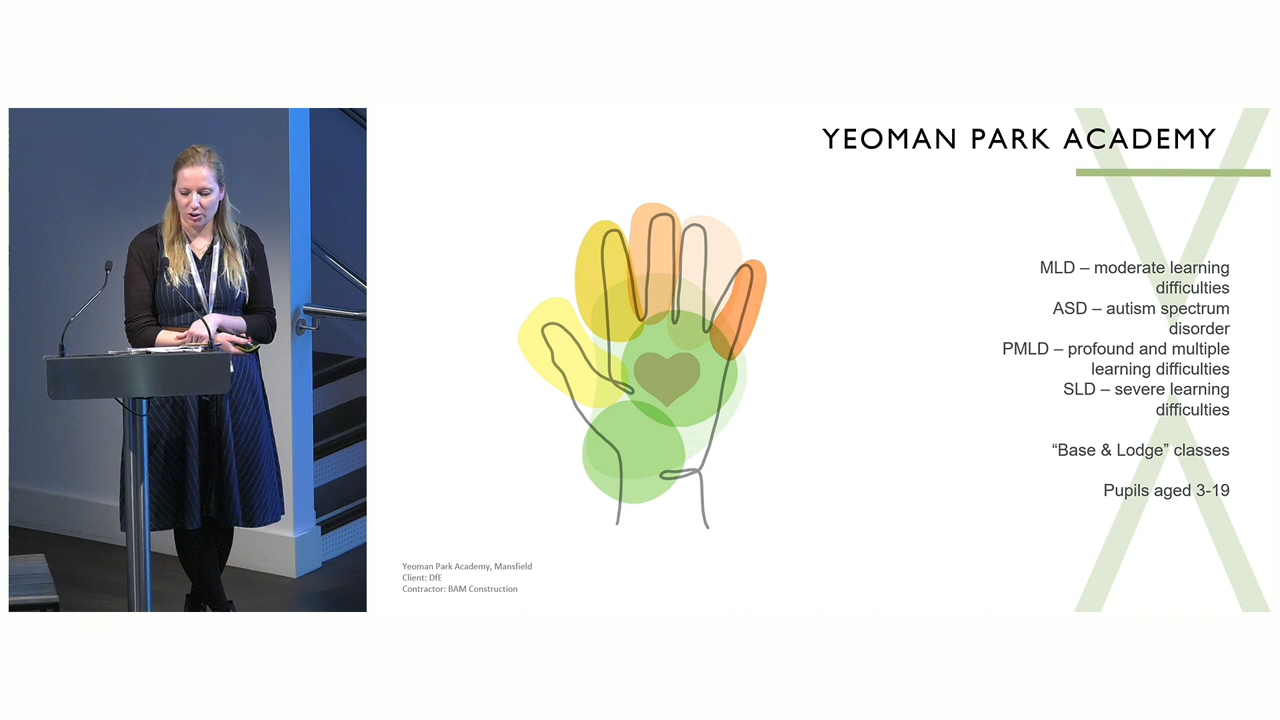 YEOMAN PARK ACADEMY
MLD – moderate learning
difficulties
ASD – autism spectrum
disorder
PMLD – profound and multiple
learning difficulties
SLD – severe learning
difficulties
“Base & Lodge” classes
Pupils aged 3-19
Yeoman Park Academy, Mansfield
Client: DfE
Contractor: BAM Construction